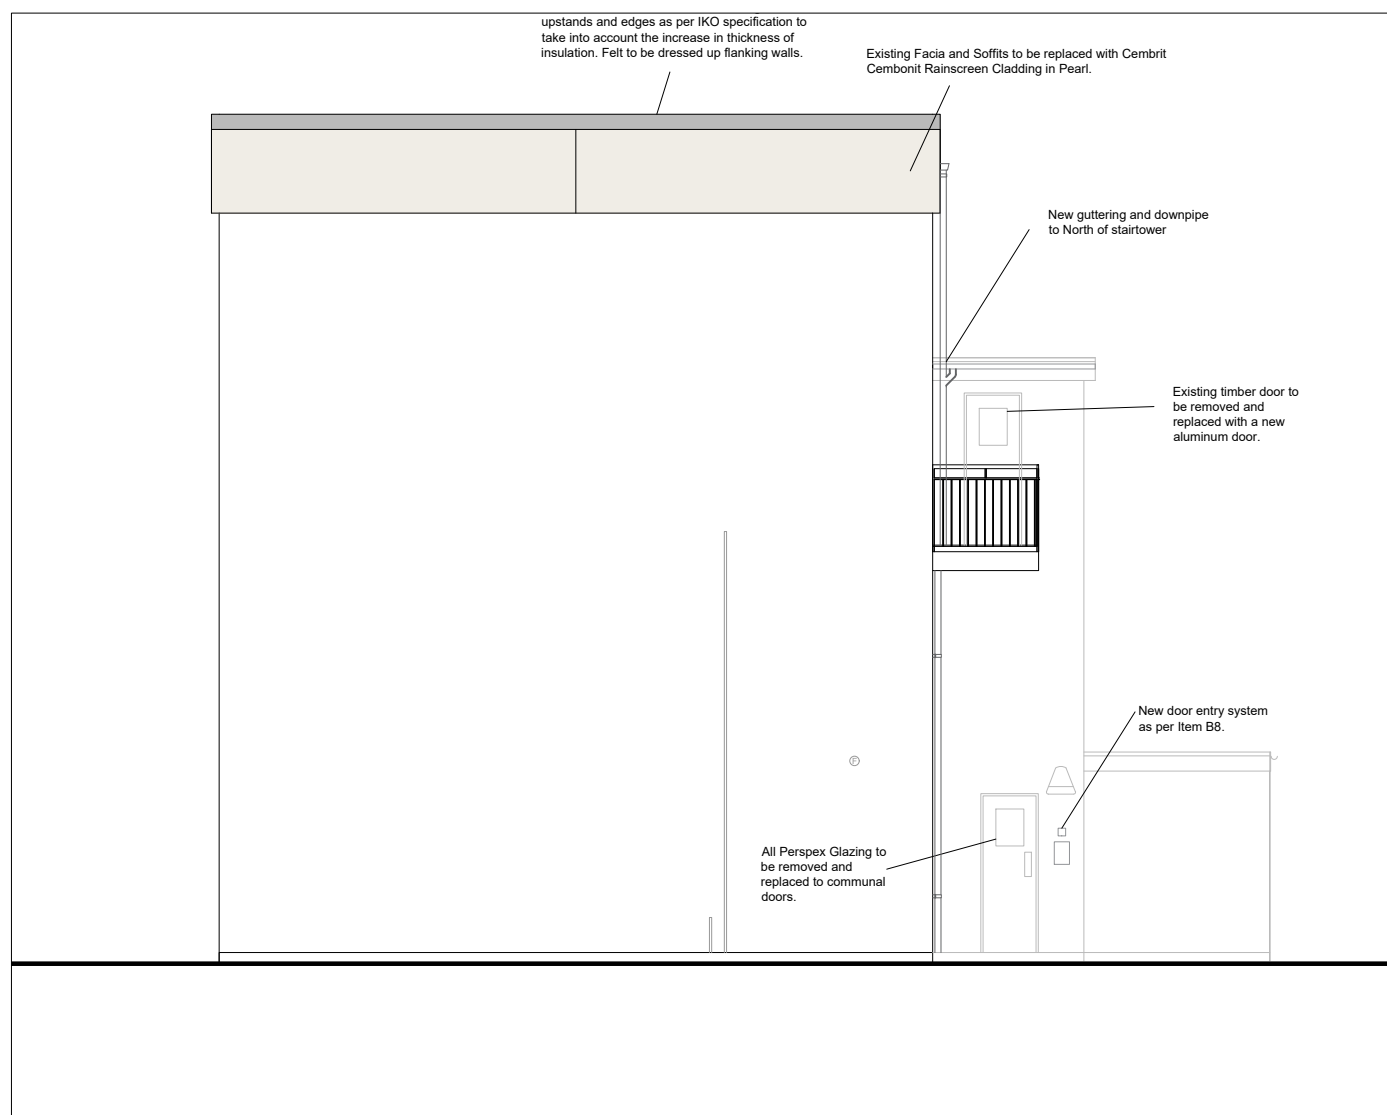 upstands and edges as per IKO specification to
take into account the increase in thickness of
insulation. Felt to be dressed up flanking walls.
Existing Facia and Soffits to be replaced with Cembrit
Cembonit Rainscreen Cladding in Pearl.
New guttering and downpipe
to North of stairtower
Existing timber door to
be removed and
replaced with a new
aluminum door.
New door entry system
as per Item B8.
F
All Perspex Glazing to
be removed and
replaced to communal
doors.